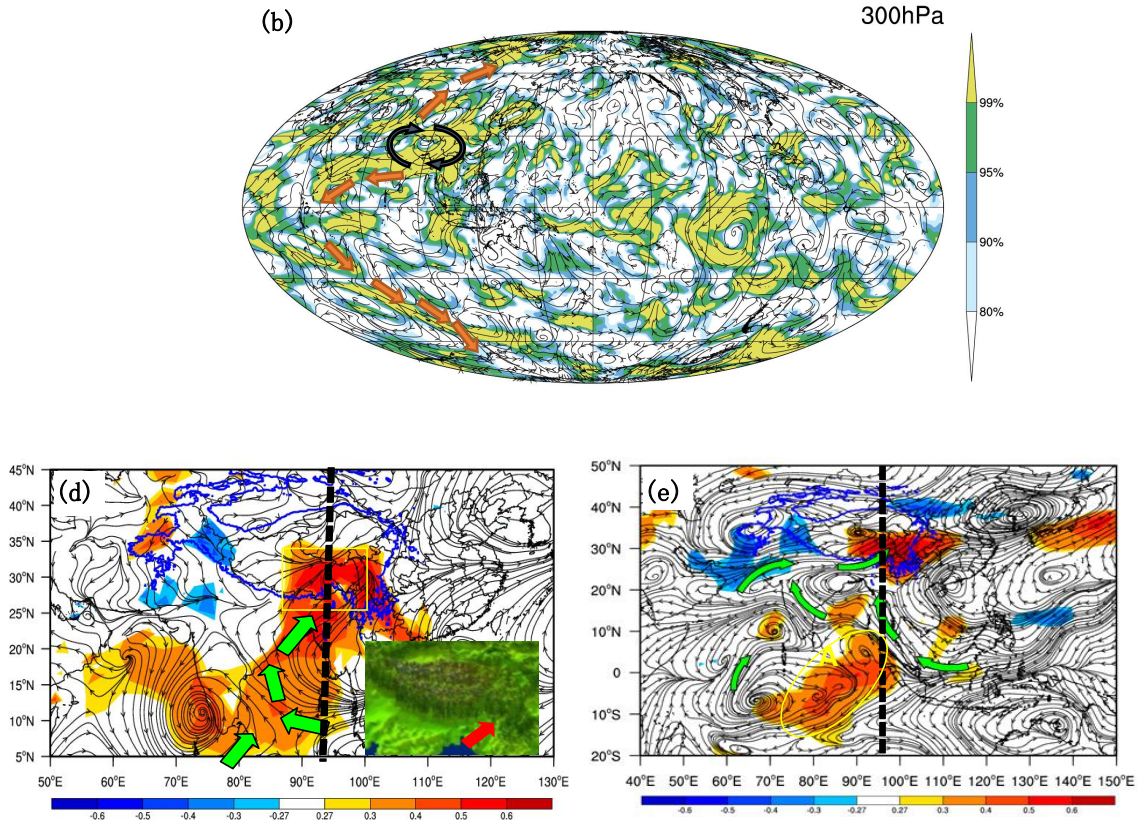 (b)
300hPa
99%
95%
90%
80%
(d)
45°N
40°N
35°N
30°N
25°N
20°N
15°N
10°N
5°N
50°E 60°E 70°E 80°E 90°E 100°E 110°E 120°E 130°E
-0.6 -0.5 -0.4 -0.3 -0.27 0.27 0.3 0.4 0.5 0.6
(e)
50°N
40°N
30°N
20°N
10°N
0
10°S
20°S
40°E 50°E 60°E 70°E 80°E 90°E 100°E 110°E 120°E 130°E 140°E 150°E
-0.6 -0.5 -0.4 -0.3 -0.27 0.27 0.3 0.4 0.5 0.6